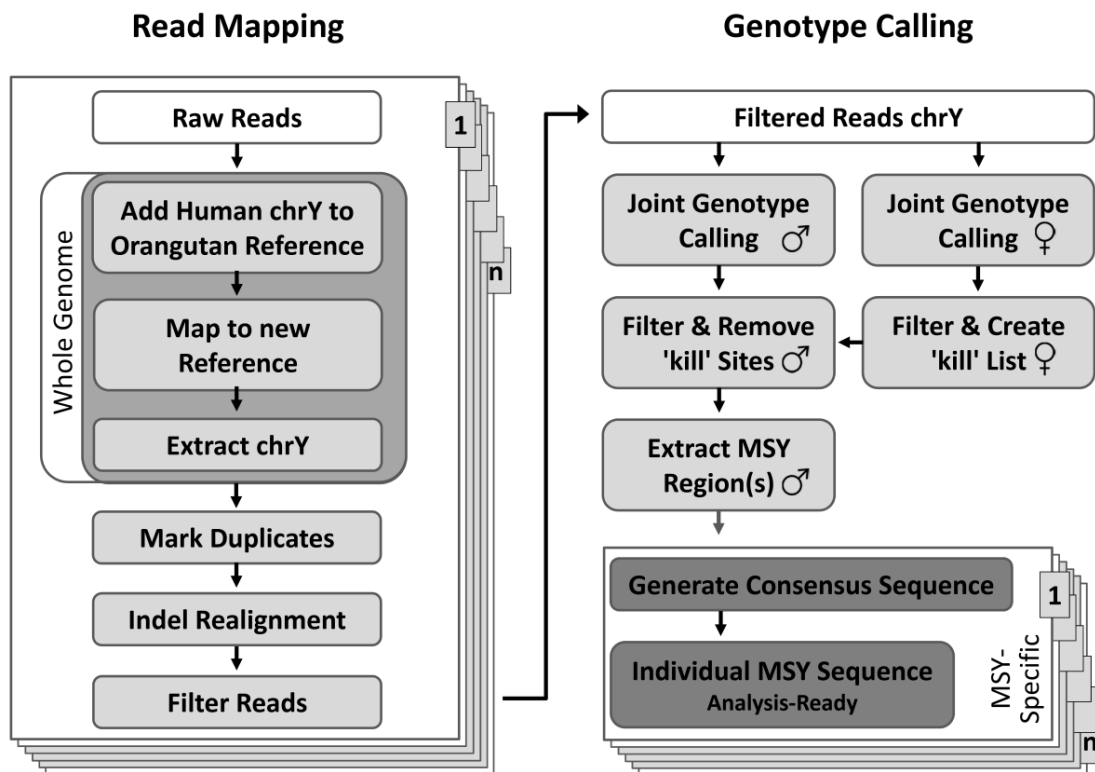 Read Mapping
Raw Reads
1
n
Whole Genome
Add Human chrY to
Orangutan Reference
Map to new
Reference
Extract chrY
Mark Duplicates
Indel Realignment
Filter Reads
Genotype Calling
Filtered Reads chrY
Joint Genotype
Calling ♂
Joint Genotype
Calling ♀
Filter & Remove
'kill' Sites ♂
Filter & Create
'kill' List ♀
Extract MSY
Region(s) ♂
Generate Consensus Sequence
1
Individual MSY Sequence
Analysis-Ready
MSY-
Specific
n